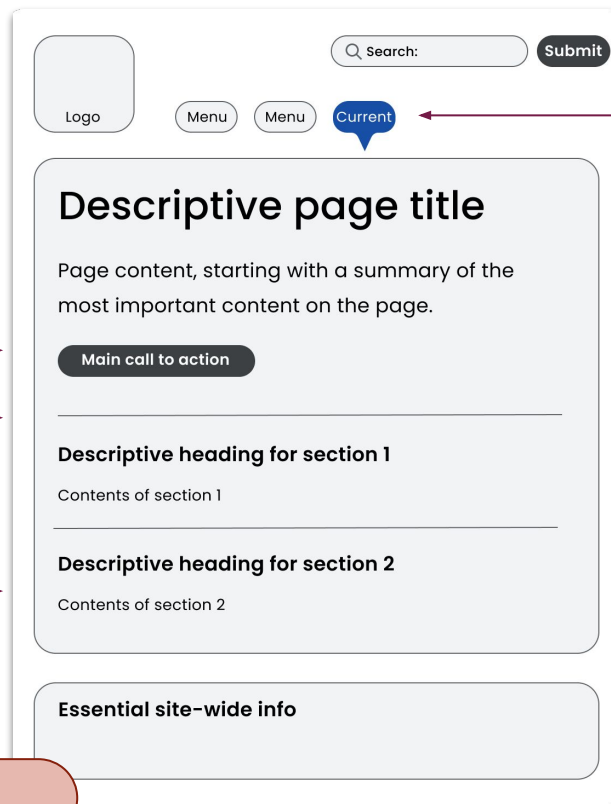 Search:
Submit
Logo
Menu
Menu
Current
Descriptive page title
Page content, starting with a summary of the
most important content on the page.
Main call to action
Descriptive heading for section 1
Contents of section 1
Descriptive heading for section 2
Contents of section 2
Essential site-wide info